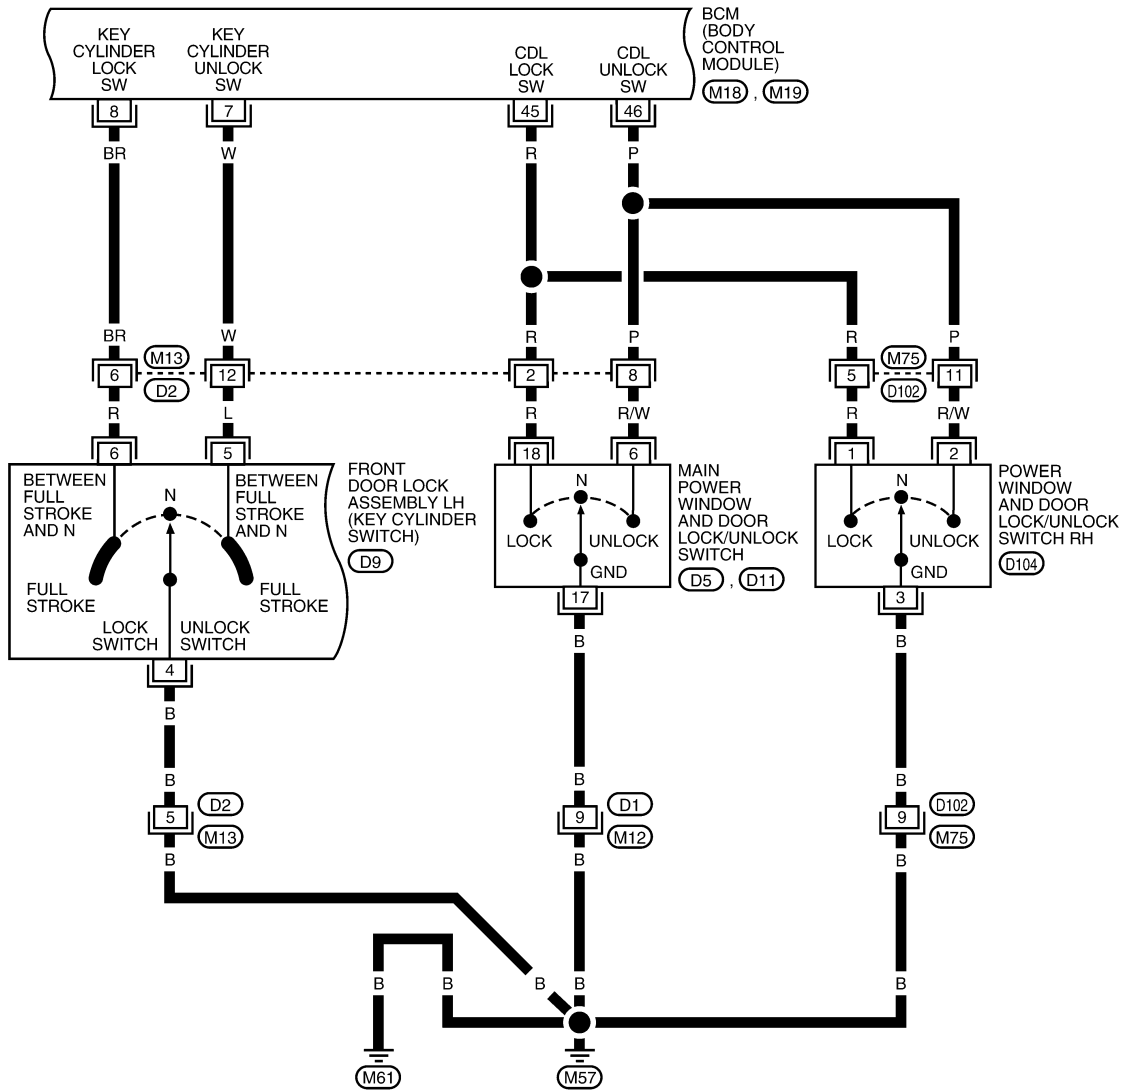 BCM
(BODY
CONTROL
MODULE)
M18 , M19
KEY
CYLINDER
LOCK
SW
KEY
CYLINDER
UNLOCK
SW
CDL
LOCK
SW
CDL
UNLOCK
SW
8 7 45 46
BR W R P
BR W R P R P
M13 M75
6 12 2 8 5 11
D2 D102
R L R R/W R R/W
6 5 18 6 1 2
BETWEEN
FULL
STROKE
AND N
N
BETWEEN
FULL
STROKE
AND N
FULL
STROKE
FULL
STROKE
LOCK
SWITCH
UNLOCK
SWITCH
FRONT
DOOR LOCK
ASSEMBLY LH
(KEY CYLINDER
SWITCH)
D9
N
LOCK UNLOCK
GND
MAIN
POWER
WINDOW
AND DOOR
LOCK/UNLOCK
SWITCH
D5 , D11
N
LOCK UNLOCK
GND
POWER
WINDOW
AND DOOR
LOCK/UNLOCK
SWITCH RH
D104
4 17 3
B B B
B B B
D2 D1 D102
5 9 9
M13 M12 M75
B B B
B B B B B
M61 M57